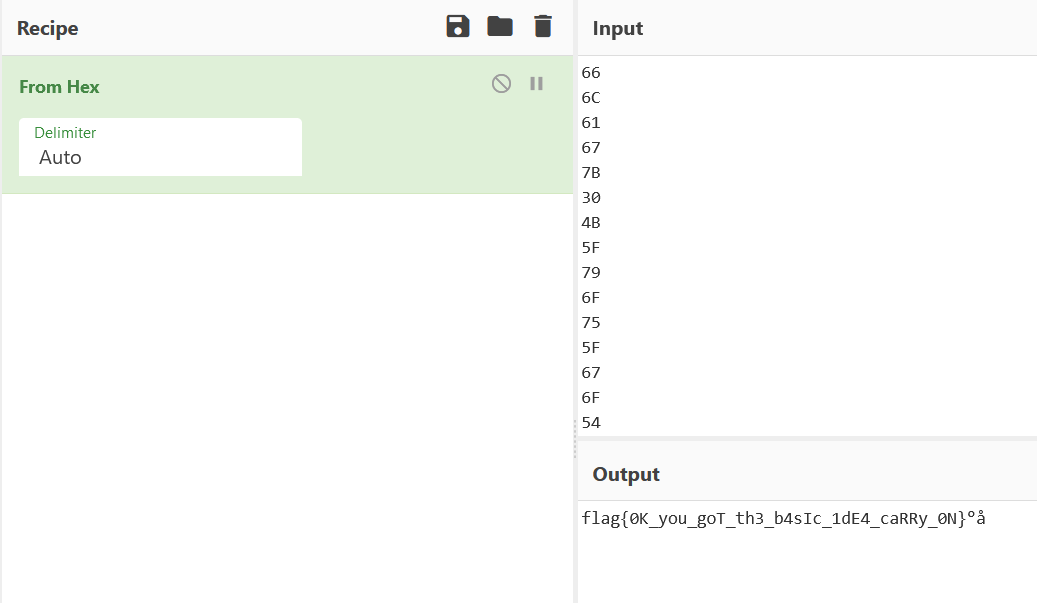 Recipe
From Hex
Delimiter
Auto
Input
66
6C
61
67
7B
30
4B
5F
79
6F
75
5F
67
6F
54
Output
flag{0K_you_goT_th3_b4sIc_1dE4_caRRy_0N}ºå